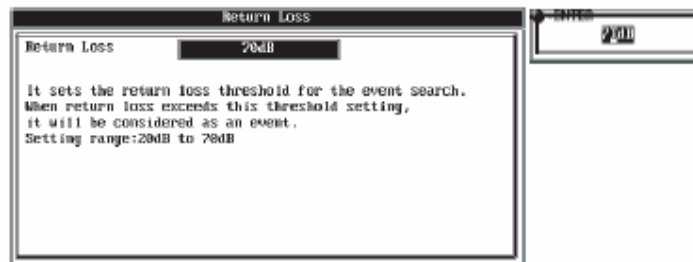 Return Loss
ENTER
Return Loss 70dB
70dB
It sets the return loss threshold for the event search.
When return loss exceeds this threshold setting,
it will be considered as an event.
Setting range:20dB to 70dB